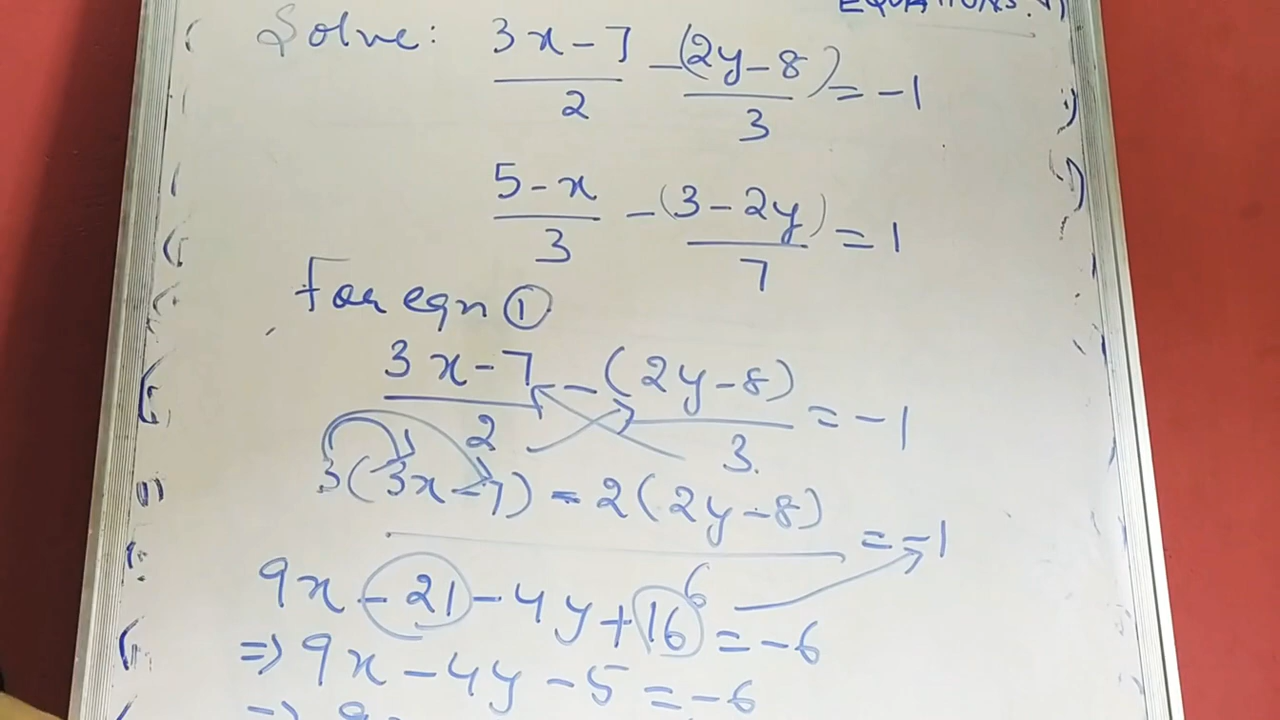 EQUATIONS.
Solve: 3x-7/2 - (2y-8)/3 = -1
5-x/3 - (3-2y)/7 = 1
For eqn ①
3x-7/2 - (2y-8)/3 = -1
3(3x-7) - 2(2y-8)/6 = -1
9x-21-4y+16 = -6
⇒ 9x-4y-5 = -6
⇒ 9x